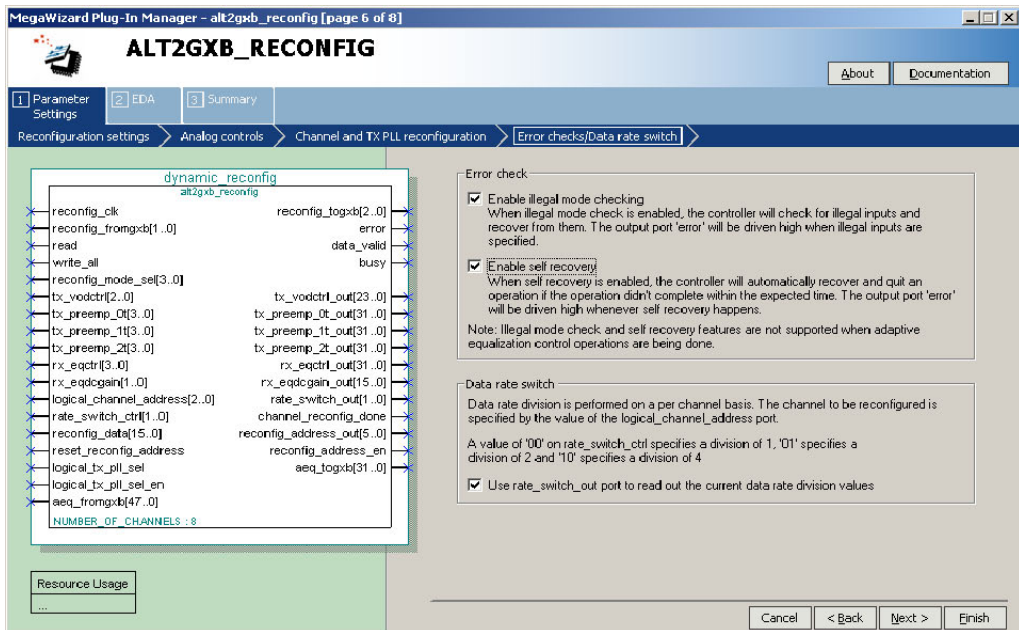 MegaWizard Plug-In Manager - alt2gxb_reconfig [page 6 of 8]
ALT2GXB_RECONFIG
About
Documentation
1 Parameter Settings
2 EDA
3 Summary
Reconfiguration settings
Analog controls
Channel and TX PLL reconfiguration
Error checks/Data rate switch
dynamic_reconfig
alt2gxb_reconfig
reconfig_clk
reconfig_togxb[2..0]
reconfig_fromgxb[1..0]
error
read
data_valid
write_all
busy
reconfig_mode_sel[3..0]
tx_vodctrl[2..0]
tx_vodctrl_out[23..0]
tx_preemp_0t[3..0]
tx_preemp_0t_out[31..0]
tx_preemp_1t[3..0]
tx_preemp_1t_out[31..0]
tx_preemp_2t[3..0]
tx_preemp_2t_out[31..0]
rx_eqctrl[3..0]
rx_eqctrl_out[31..0]
rx_eqdcgain[1..0]
rx_eqdcgain_out[15..0]
logical_channel_address[2..0]
rate_switch_out[1..0]
rate_switch_ctrl[1..0]
channel_reconfig_done
reconfig_data[15..0]
reconfig_address_out[5..0]
reset_reconfig_address
reconfig_address_en
logical_tx_pll_sel
aeq_togxb[31..0]
logical_tx_pll_sel_en
aeq_fromgxb[47..0]
NUMBER_OF_CHANNELS : 8
Resource Usage
...
Error check
Enable illegal mode checking
When illegal mode check is enabled, the controller will check for illegal inputs and
recover from them. The output port 'error' will be driven high when illegal inputs are
specified.
Enable self recovery
When self recovery is enabled, the controller will automatically recover and quit an
operation if the operation didn't complete within the expected time. The output port 'error'
will be driven high whenever self recovery happens.
Note: Illegal mode check and self recovery features are not supported when adaptive
equalization control operations are being done.
Data rate switch
Data rate division is performed on a per channel basis. The channel to be reconfigured is
specified by the value of the logical_channel_address port.
A value of '00' on rate_switch_ctrl specifies a division of 1, '01' specifies a
division of 2 and '10' specifies a division of 4
Use rate_switch_out port to read out the current data rate division values
Cancel
< Back
Next >
Finish